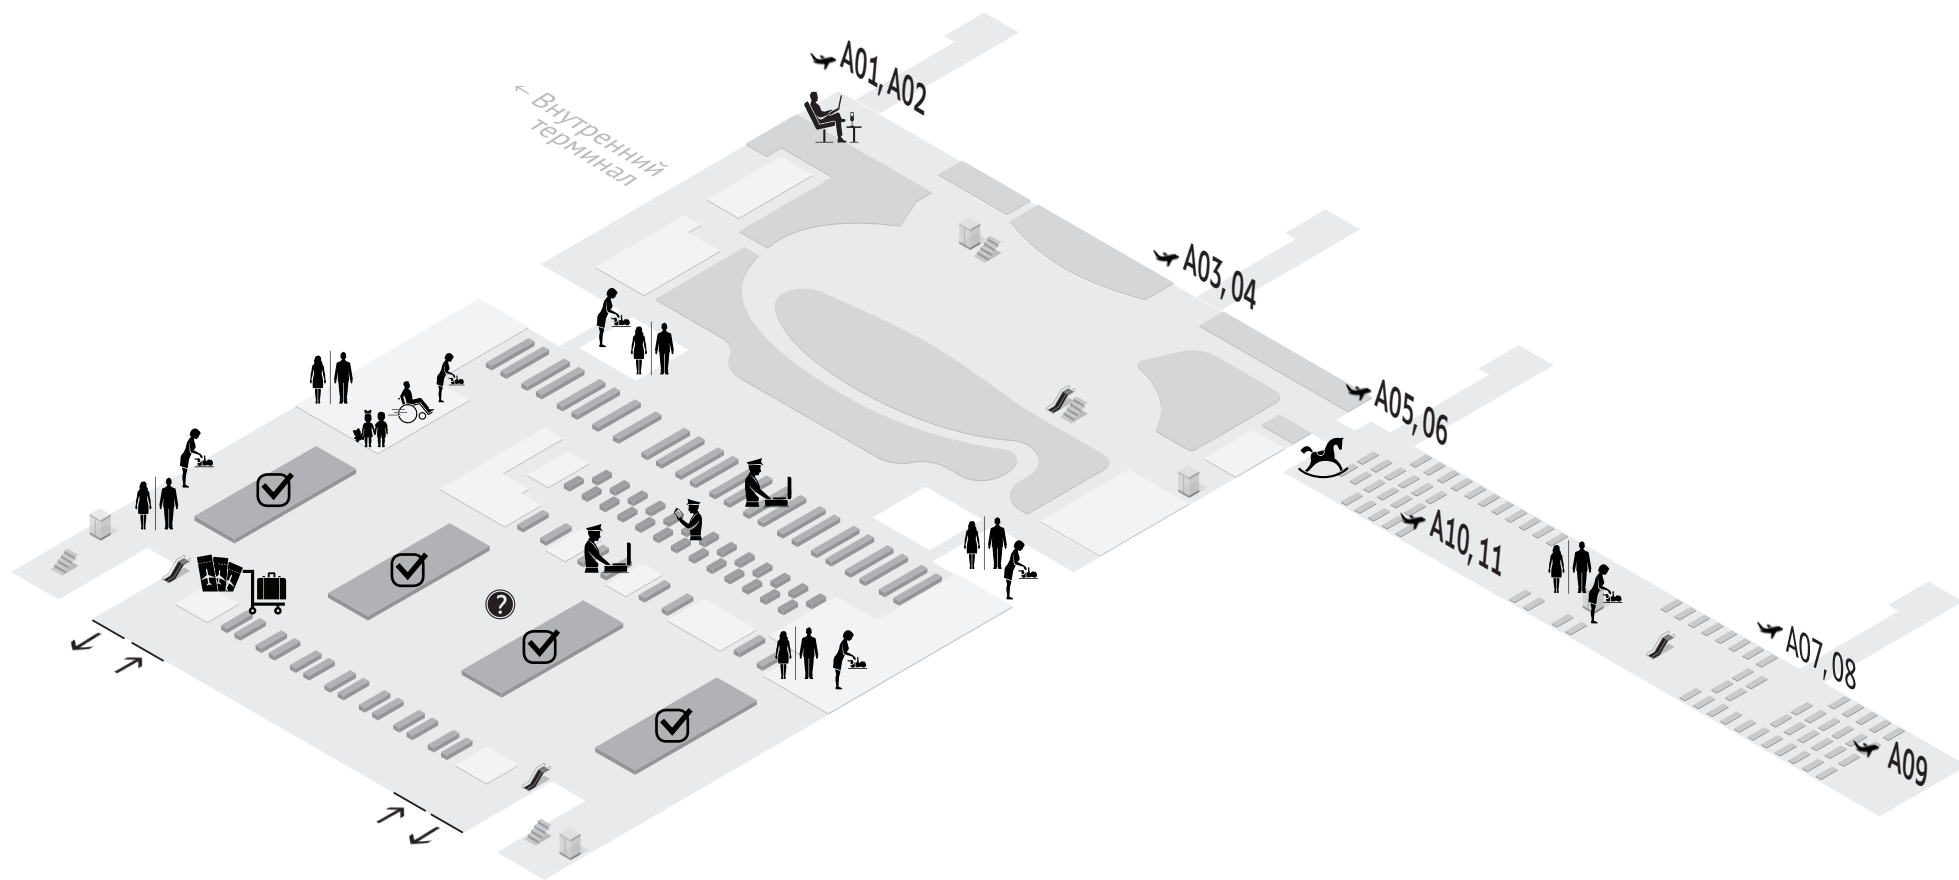 A01, A02
← Внутренний
терминал
A03, 04
A05, 06
A10, 11
?
A07, 08
A09